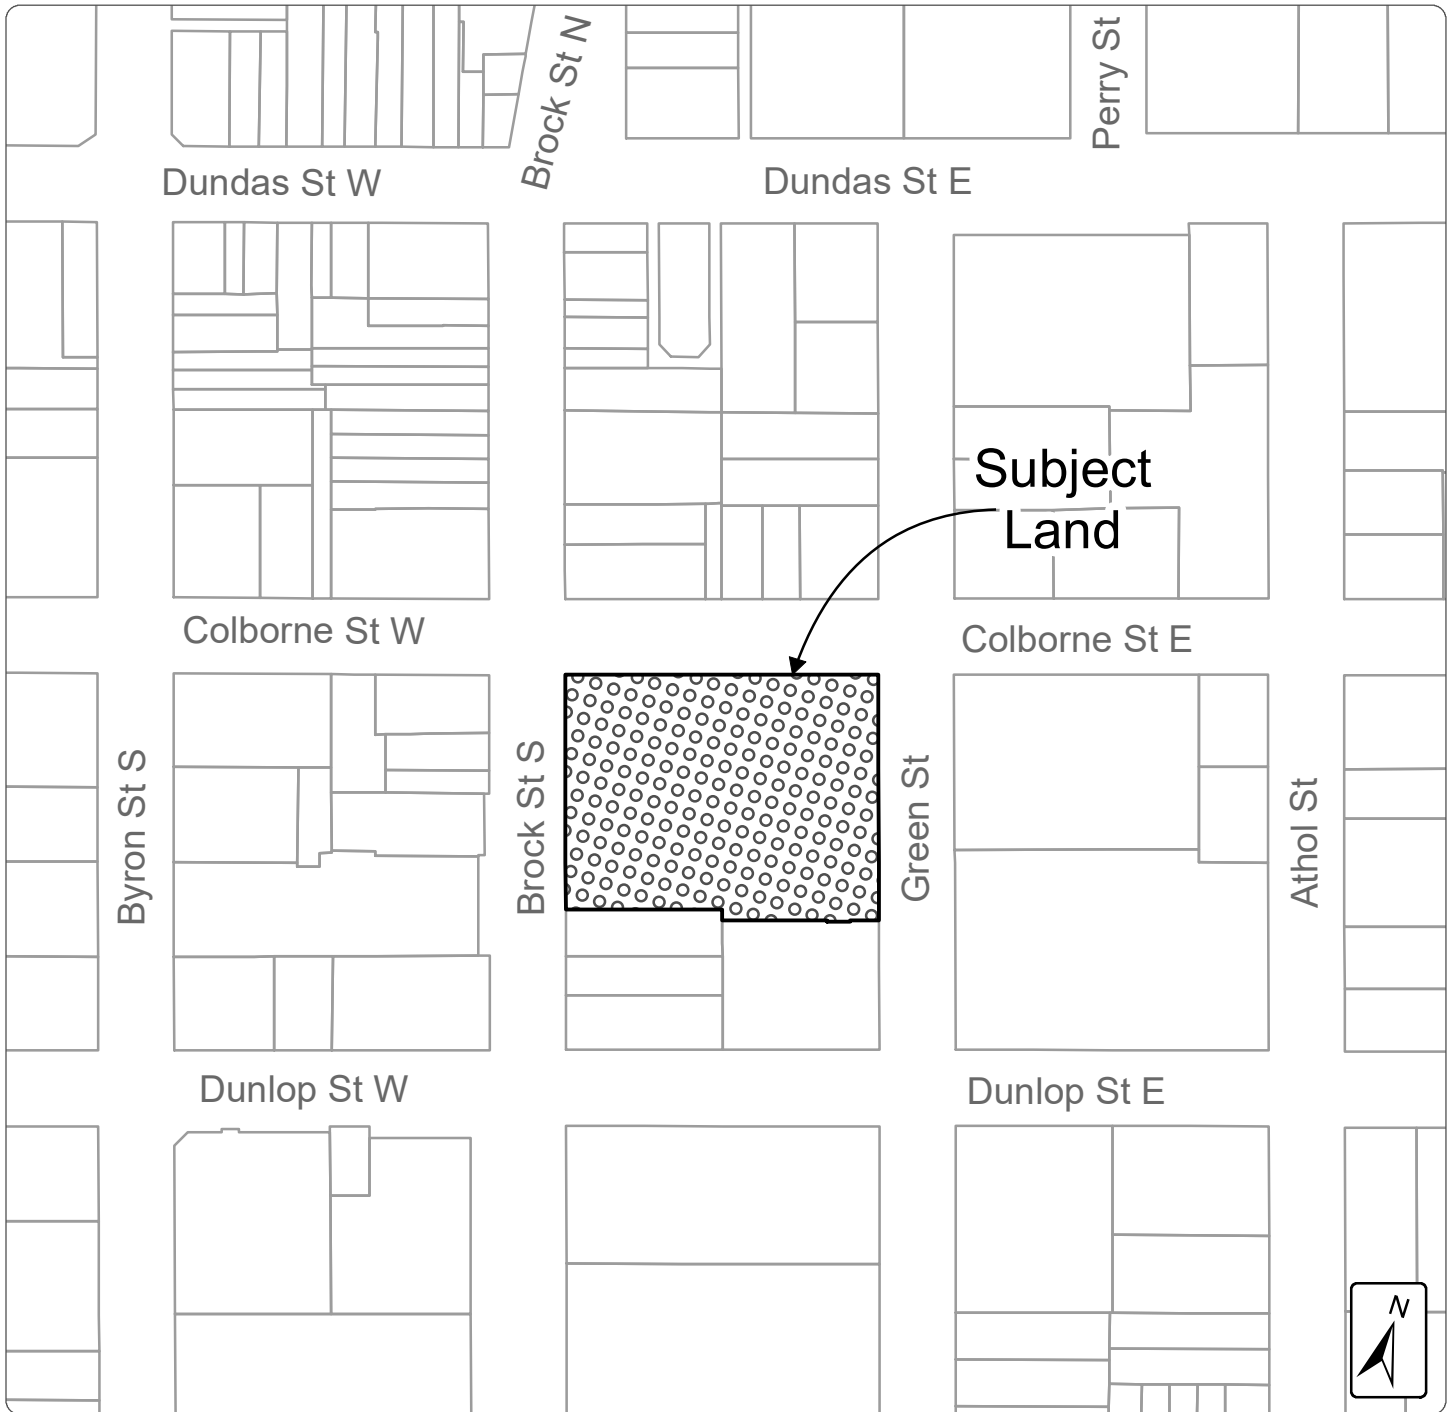 Brock St N
Perry St
Dundas St W
Dundas St E
Subject
Land
Colborne St W
Colborne St E
Byron St S
Brock St S
Green St
Athol St
Dunlop St W
Dunlop St E
N